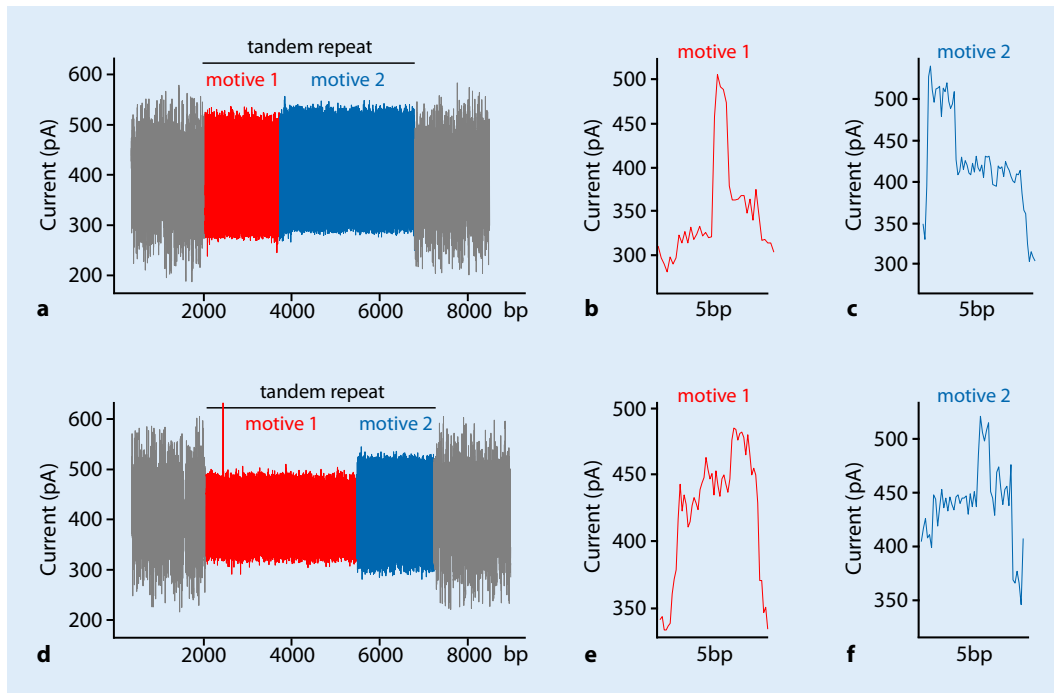 tandem repeat
motive 1
motive 2
600
500
400
300
200
Current (pA)
2000
4000
6000
8000
bp
a
motive 1
500
450
400
350
300
Current (pA)
5bp
b
motive 2
500
450
400
350
300
Current (pA)
5bp
c
tandem repeat
motive 1
motive 2
600
500
400
300
200
Current (pA)
2000
4000
6000
8000
bp
d
motive 1
500
450
400
350
Current (pA)
5bp
e
motive 2
500
450
400
350
Current (pA)
5bp
f